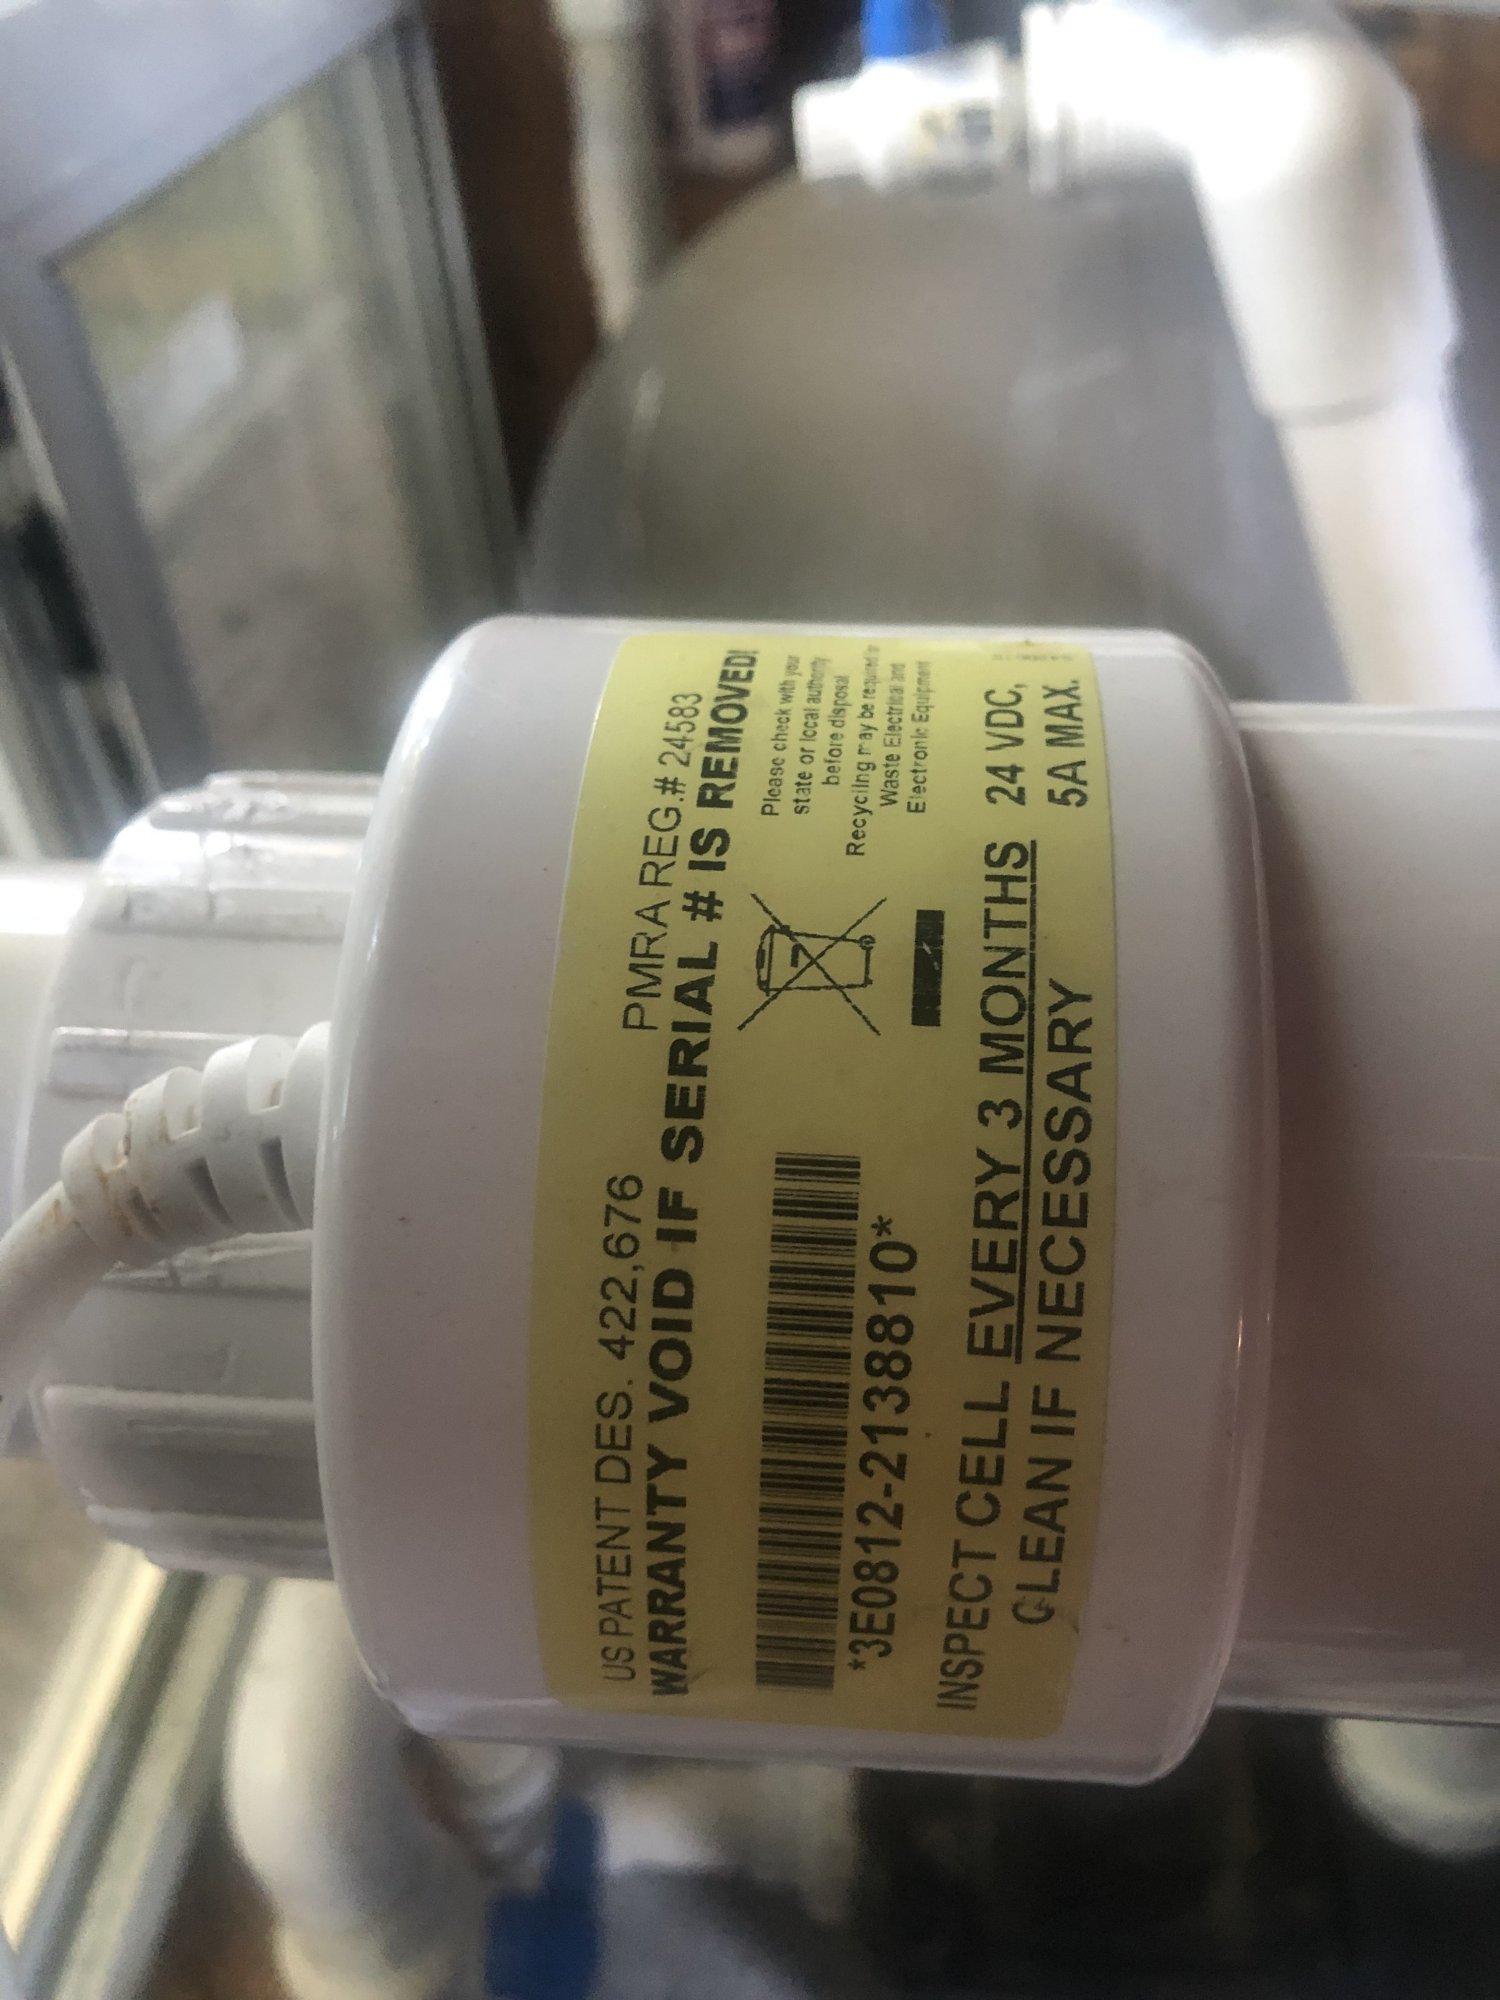 US PATENT DES. 422,676 PMRA REG.# 24583
WARRANTY VOID IF SERIAL # IS REMOVED!
*3E0812-2138810*
Please check with your
state or local authority
before disposal
Recycling may be required for
Waste Electrical and
Electronic Equipment
INSPECT CELL EVERY 3 MONTHS
CLEAN IF NECESSARY
24 VDC,
5A MAX.